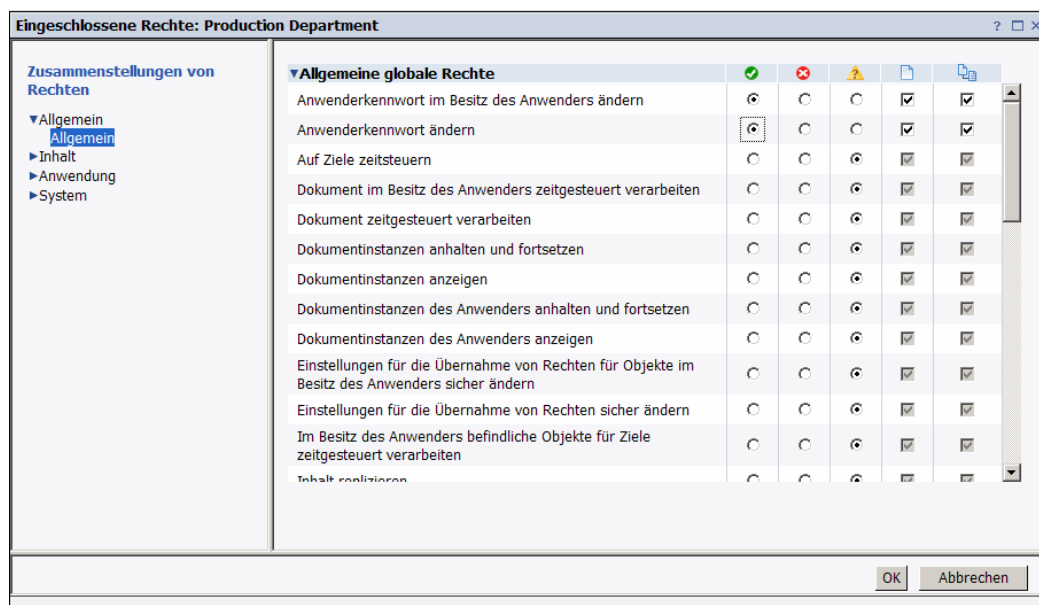 Eingeschlossene Rechte: Production Department
?
Zusammenstellungen von
Rechten
Allgemein
Allgemein
Inhalt
Anwendung
System
Allgemeine globale Rechte
Anwenderkennwort im Besitz des Anwenders ändern
Anwenderkennwort ändern
Auf Ziele zeitsteuern
Dokument im Besitz des Anwenders zeitgesteuert verarbeiten
Dokument zeitgesteuert verarbeiten
Dokumentinstanzen anhalten und fortsetzen
Dokumentinstanzen anzeigen
Dokumentinstanzen des Anwenders anhalten und fortsetzen
Dokumentinstanzen des Anwenders anzeigen
Einstellungen für die Übernahme von Rechten für Objekte im
Besitz des Anwenders sicher ändern
Einstellungen für die Übernahme von Rechten sicher ändern
Im Besitz des Anwenders befindliche Objekte für Ziele
zeitgesteuert verarbeiten
Inhalt replizieren
OK
Abbrechen